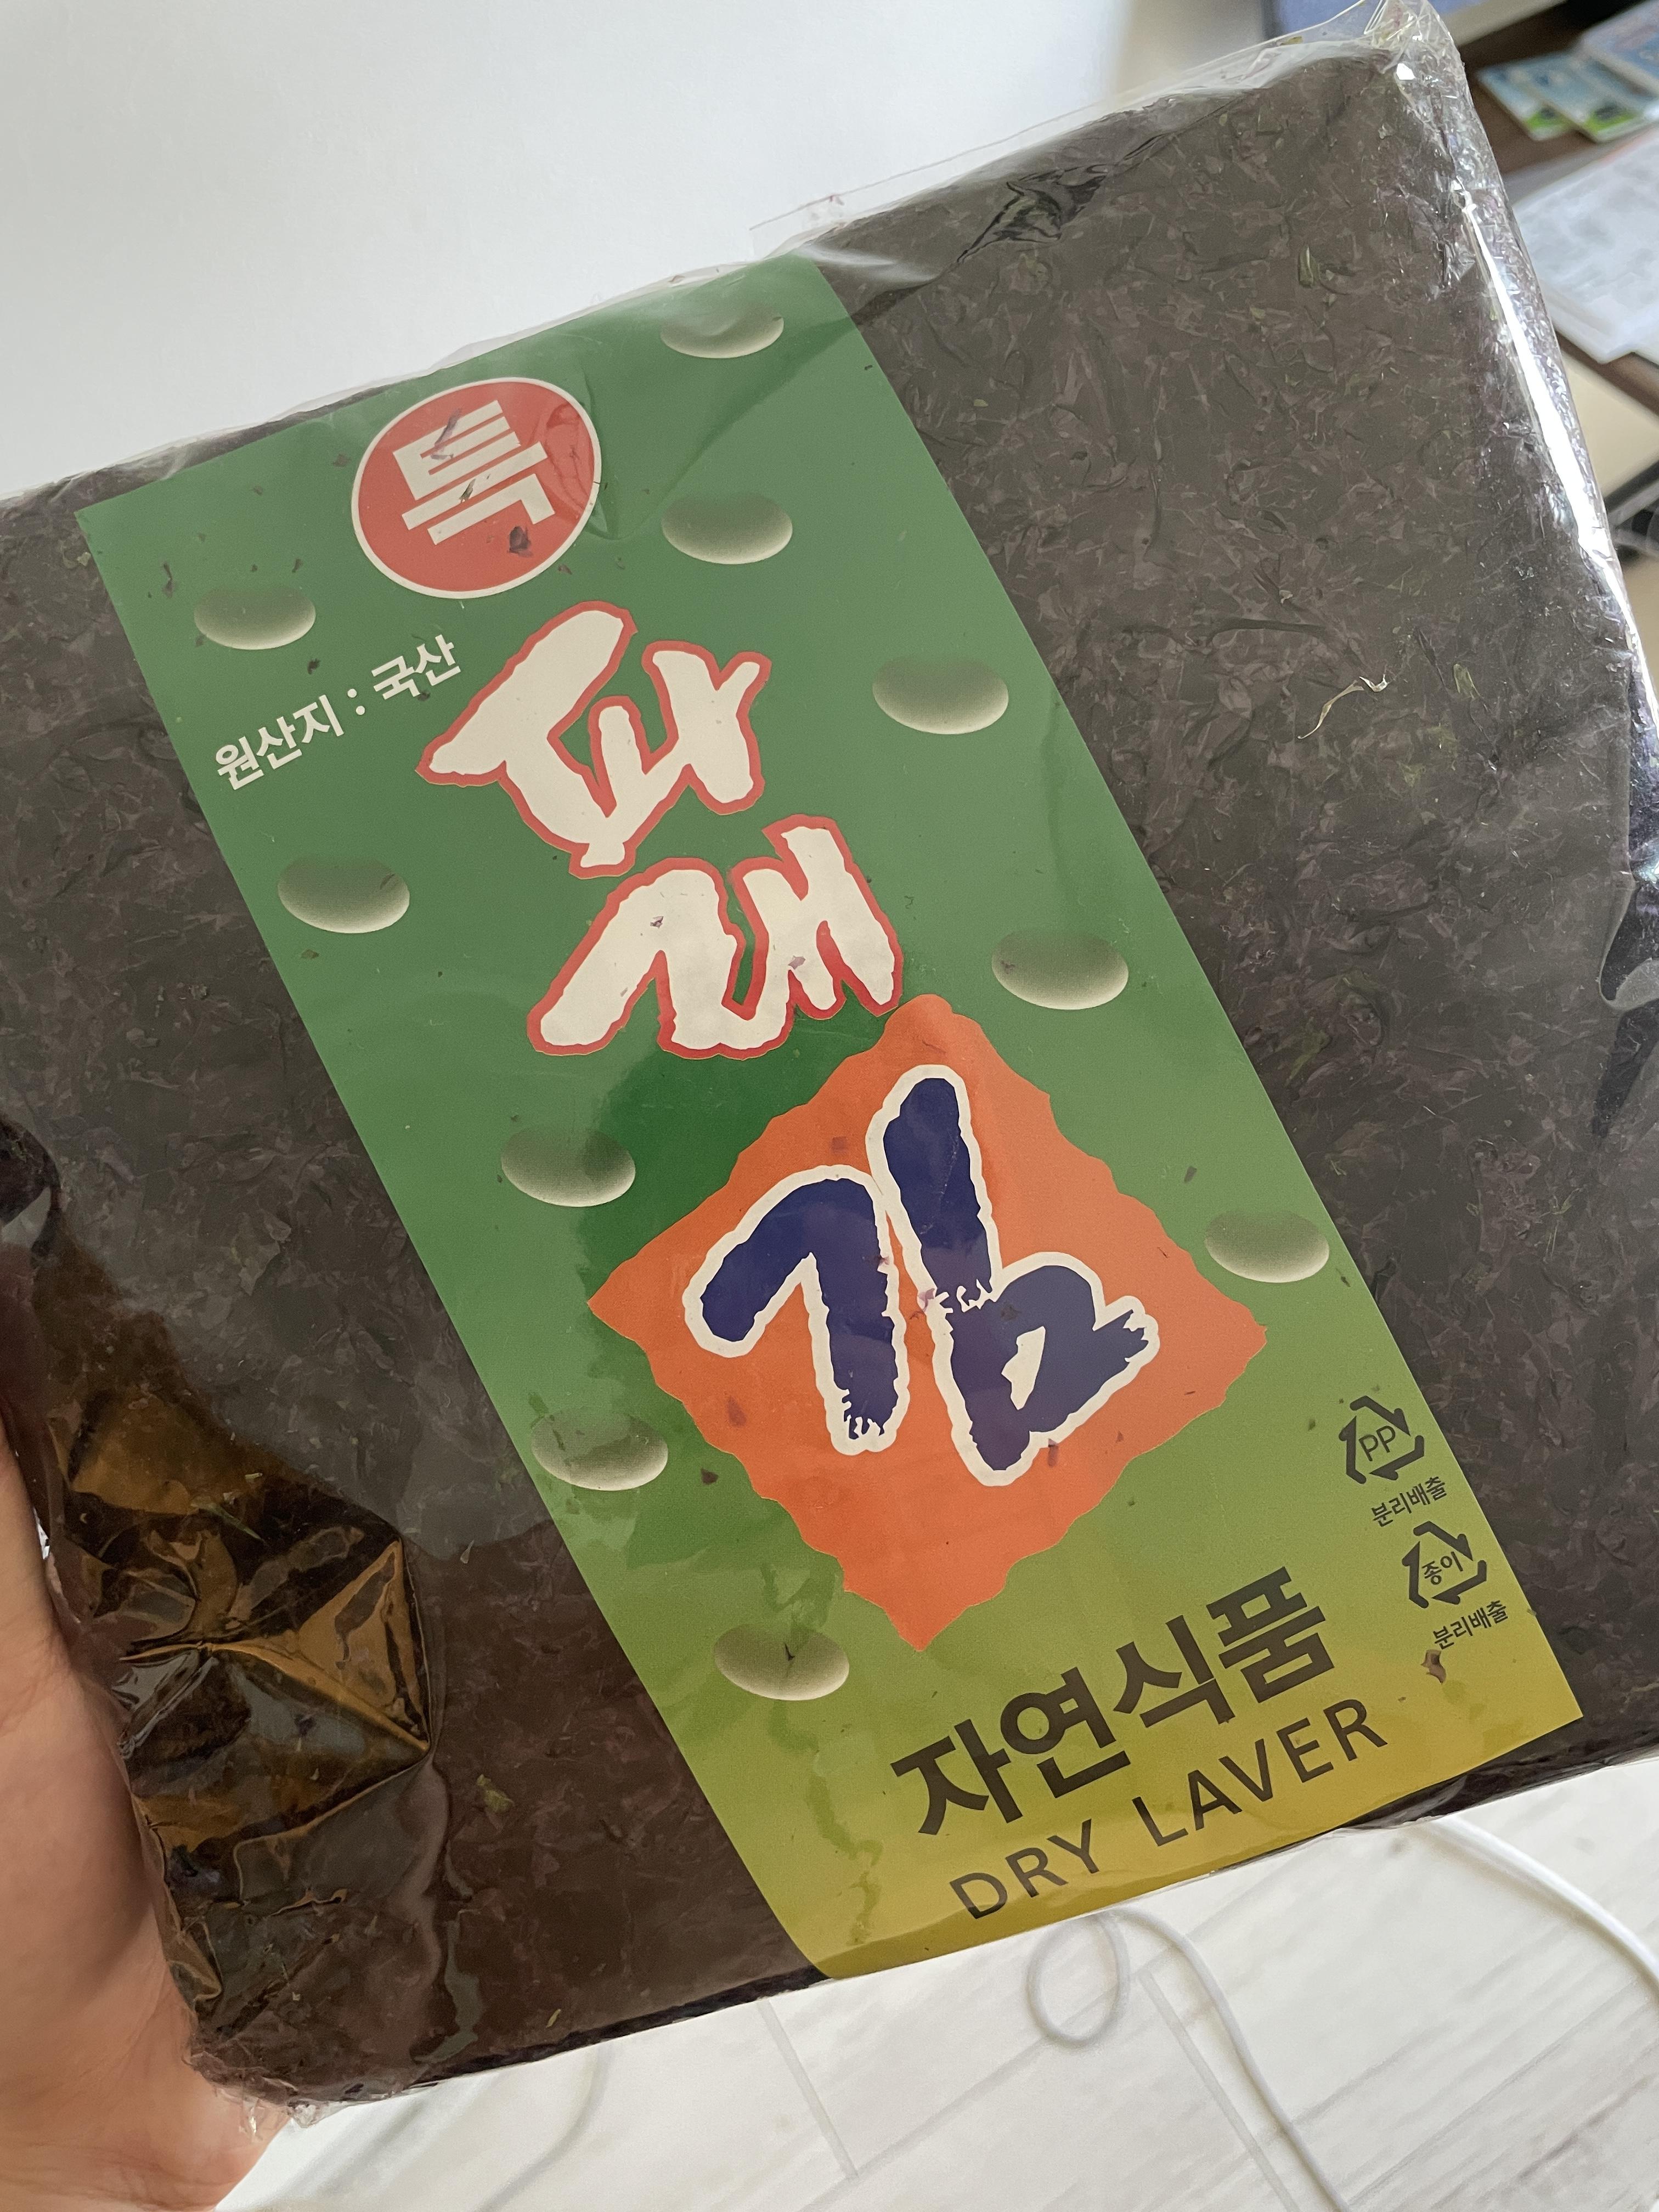 특
원산지 : 국산
파래
김
PP
분리배출
종이
분리배출
자연식품
DRY LAVER